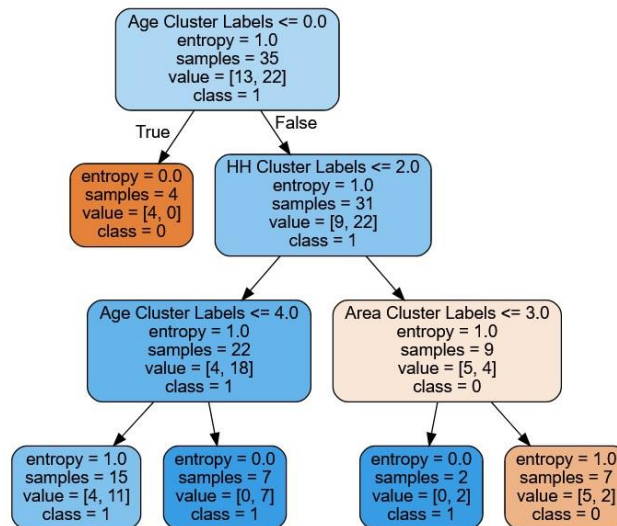 Age Cluster Labels <= 0.0
entropy = 1.0
samples = 35
value = [13, 22]
class = 1
True
False
entropy = 0.0
samples = 4
value = [4, 0]
class = 0
HH Cluster Labels <= 2.0
entropy = 1.0
samples = 31
value = [9, 22]
class = 1
Age Cluster Labels <= 4.0
entropy = 1.0
samples = 22
value = [4, 18]
class = 1
Area Cluster Labels <= 3.0
entropy = 1.0
samples = 9
value = [5, 4]
class = 0
entropy = 1.0
samples = 15
value = [4, 11]
class = 1
entropy = 0.0
samples = 7
value = [0, 7]
class = 1
entropy = 0.0
samples = 2
value = [0, 2]
class = 1
entropy = 1.0
samples = 7
value = [5, 2]
class = 0